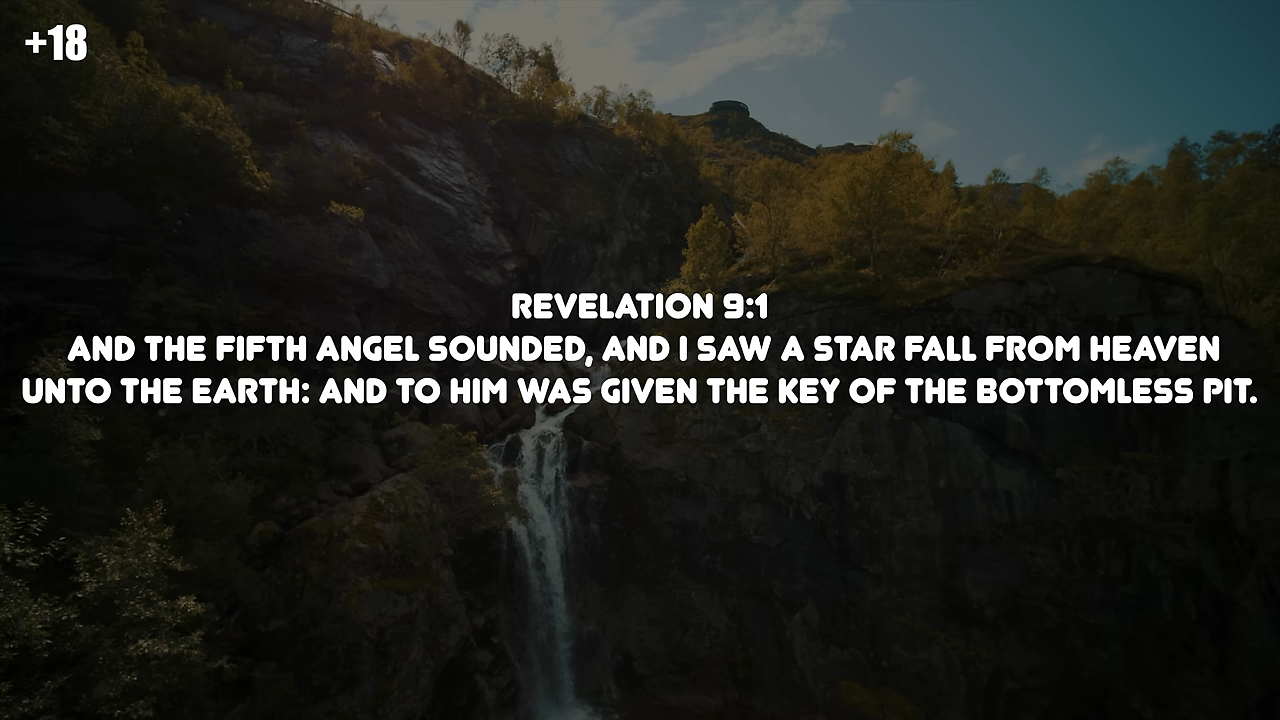 +18
REVELATION 9:1
AND THE FIFTH ANGEL SOUNDED, AND I SAW A STAR FALL FROM HEAVEN
UNTO THE EARTH: AND TO HIM WAS GIVEN THE KEY OF THE BOTTOMLESS PIT.